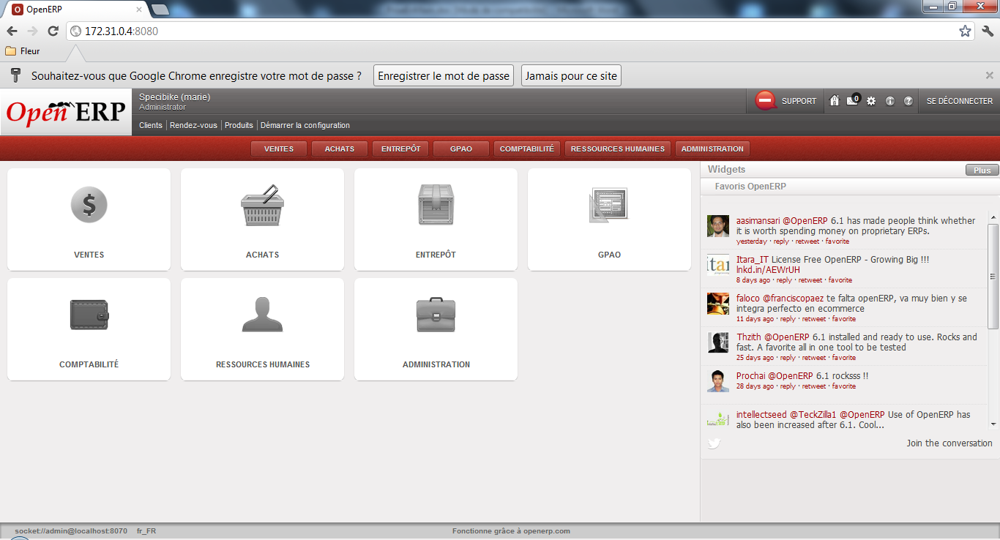 OpenERP
172.31.0.4:8080
Fleur
Souhaitez-vous que Google Chrome enregistre votre mot de passe ? Enregistrer le mot de passe Jamais pour ce site
Open ERP
Specibike (marie)
Administrator
SUPPORT 0 SE DÉCONNECTER
Clients Rendez-vous Produits Démarrer la configuration
VENTES ACHATS ENTREPÔT GPAO COMPTABILITÉ RESSOURCES HUMAINES ADMINISTRATION
VENTES
ACHATS
ENTREPÔT
GPAO
COMPTABILITÉ
RESSOURCES HUMAINES
ADMINISTRATION
Widgets Plus
Favoris OpenERP
aasimansari @OpenERP 6.1 has made people think whether
it is worth spending money on proprietary ERPs.
yesterday · reply · retweet · favorite
Itara_IT License Free OpenERP - Growing Big !!!
lnkd.in/AEWrUH
8 days ago · reply · retweet · favorite
faloco @franciscopaez te falta openERP, va muy bien y se
integra perfecto en ecommerce
11 days ago · reply · retweet · favorite
Thzith @OpenERP 6.1 installed and ready to use. Rocks and
fast. A favorite all in one tool to be tested
25 days ago · reply · retweet · favorite
Prochai @OpenERP 6.1 rocksss !!
28 days ago · reply · retweet · favorite
intellectseed @TeckZilla1 @OpenERP Use of OpenERP has
also been increased after 6.1. Cool...
Join the conversation
socket://admin@localhost:8070 fr_FR
Fonctionne grâce à openerp.com